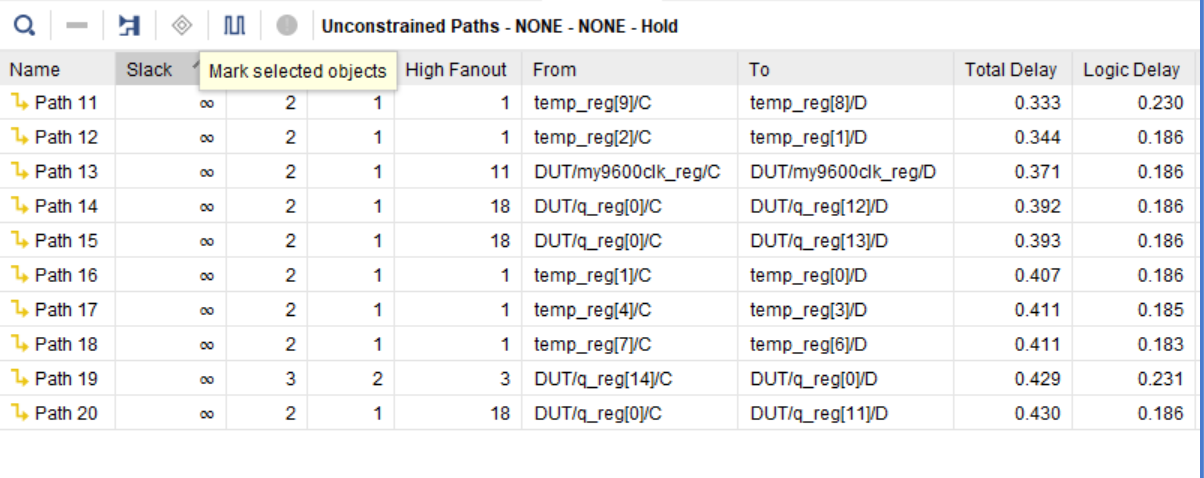 Unconstrained Paths - NONE - NONE - Hold
Name Slack Mark selected objects High Fanout From To Total Delay Logic Delay
Path 11 ∞ 2 1 1 temp_reg[9]/C temp_reg[8]/D 0.333 0.230
Path 12 ∞ 2 1 1 temp_reg[2]/C temp_reg[1]/D 0.344 0.186
Path 13 ∞ 2 1 11 DUT/my9600clk_reg/C DUT/my9600clk_reg/D 0.371 0.186
Path 14 ∞ 2 1 18 DUT/q_reg[0]/C DUT/q_reg[12]/D 0.392 0.186
Path 15 ∞ 2 1 18 DUT/q_reg[0]/C DUT/q_reg[13]/D 0.393 0.186
Path 16 ∞ 2 1 1 temp_reg[1]/C temp_reg[0]/D 0.407 0.186
Path 17 ∞ 2 1 1 temp_reg[4]/C temp_reg[3]/D 0.411 0.185
Path 18 ∞ 2 1 1 temp_reg[7]/C temp_reg[6]/D 0.411 0.183
Path 19 ∞ 3 2 3 DUT/q_reg[14]/C DUT/q_reg[0]/D 0.429 0.231
Path 20 ∞ 2 1 18 DUT/q_reg[0]/C DUT/q_reg[11]/D 0.430 0.186